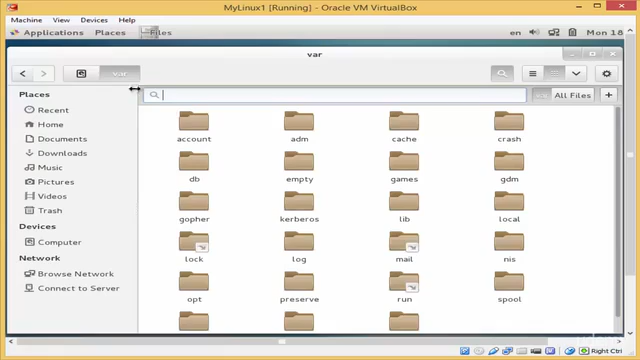 MyLinux1 [Running] - Oracle VM VirtualBox
Machine View Devices Help
Applications Places Files en Mon 18
var
var
All Files
Places
Recent
Home
Documents
Downloads
Music
Pictures
Videos
Trash
Devices
Computer
Network
Browse Network
Connect to Server
account adm cache crash
db empty games gdm
gopher kerberos lib local
lock log mail nis
opt preserve run spool
Right Ctrl